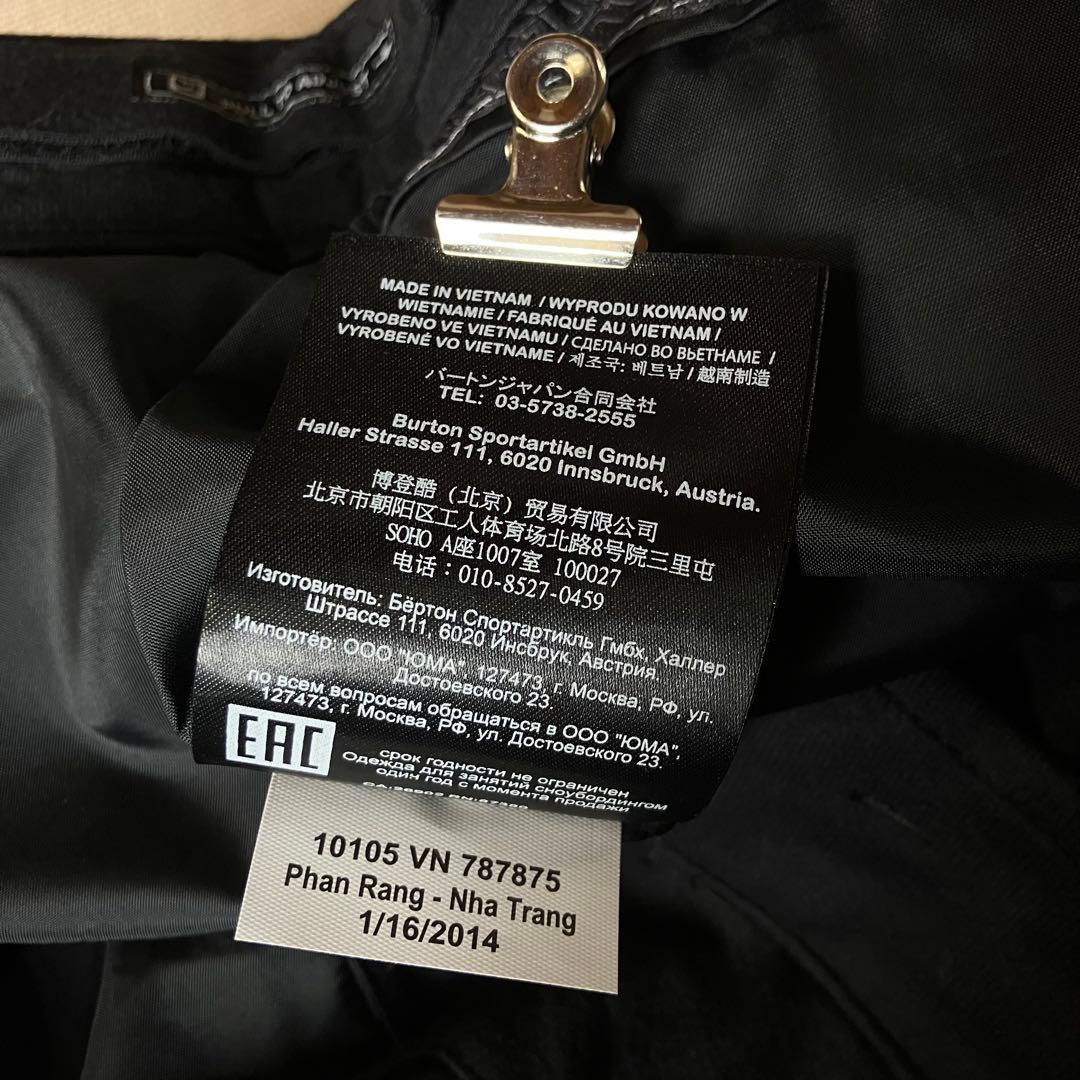 MADE IN VIETNAM / WYPRODU KOWANO W
WIETNAMIE / FABRIQUÉ AU VIETNAM /
VYROBENO VE VIETNAMU / СДЕЛАНО ВО ВЬЕТНАМЕ /
VYROBENÉ VO VIETNAME / 제조국: 베트남 / 越南制造
バートンジャパン合同会社
TEL: 03-5738-2555
Burton Sportartikel GmbH
Haller Strasse 111, 6020 Innsbruck, Austria.
博登酷 (北京) 贸易有限公司
北京市朝阳区工人体育场北路8号院三里屯
SOHO A座1007室 100027
电话:010-8527-0459
Изготовитель: Бёртон Спортартикль Гмбх, Халлер
Штрассе 111, 6020 Инсбрук, Австрия.
Импортёр: ООО "ЮМА", 127473, г. Москва, РФ, ул.
Достоевского 23.
по всем вопросам обращаться в ООО "ЮМА",
127473, г. Москва, РФ, ул. Достоевского 23.
EAC
срок годности не ограничен
Одежда для занятий сноубордингом
один год с момента продажи
10105 VN 787875
Phan Rang - Nha Trang
1/16/2014